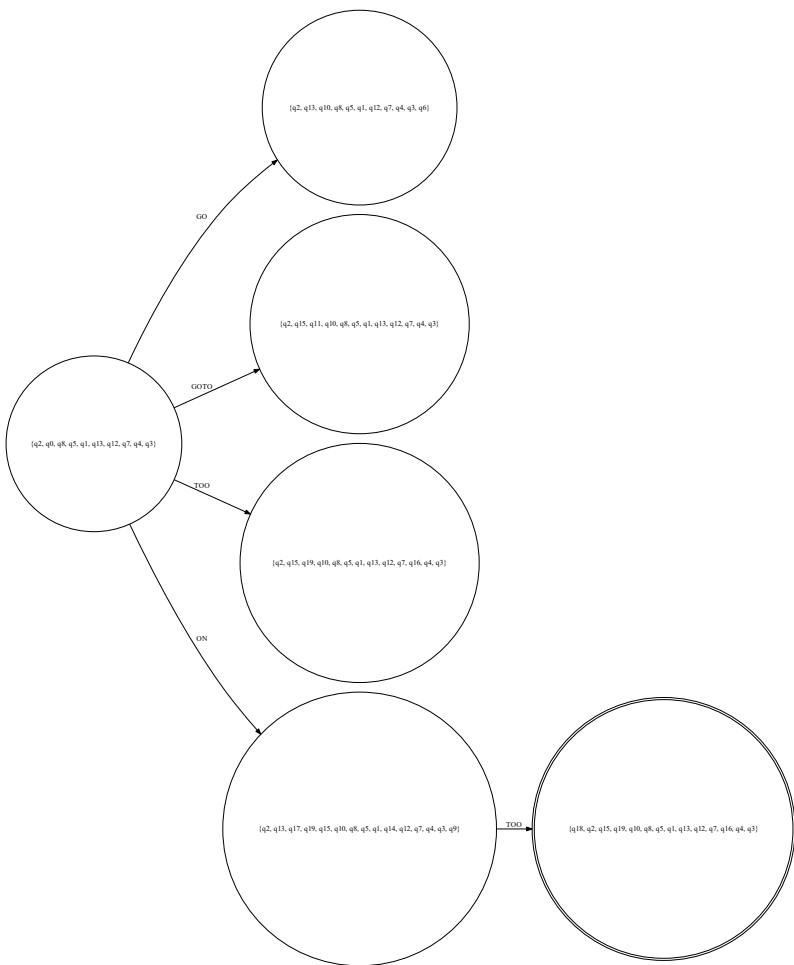 {q2, q13, q10, q8, q5, q1, q12, q7, q4, q3, q6}
GO
{q2, q15, q11, q10, q8, q5, q1, q13, q12, q7, q4, q3}
GOTO
{q2, q0, q8, q5, q1, q13, q12, q7, q4, q3}
TOO
{q2, q15, q19, q10, q8, q5, q1, q13, q12, q7, q16, q4, q3}
ON
{q2, q13, q17, q19, q15, q10, q8, q5, q1, q14, q12, q7, q4, q3, q9}
TOO
{q18, q2, q15, q19, q10, q8, q5, q1, q13, q12, q7, q16, q4, q3}